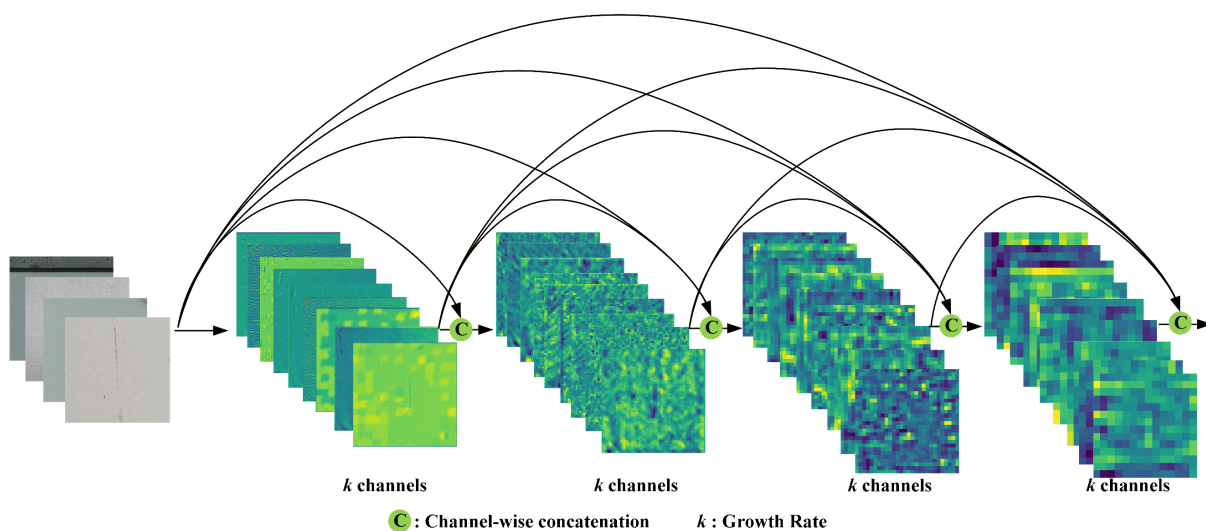 C
C
C
C
k channels
k channels
k channels
k channels
C : Channel-wise concatenation k : Growth Rate